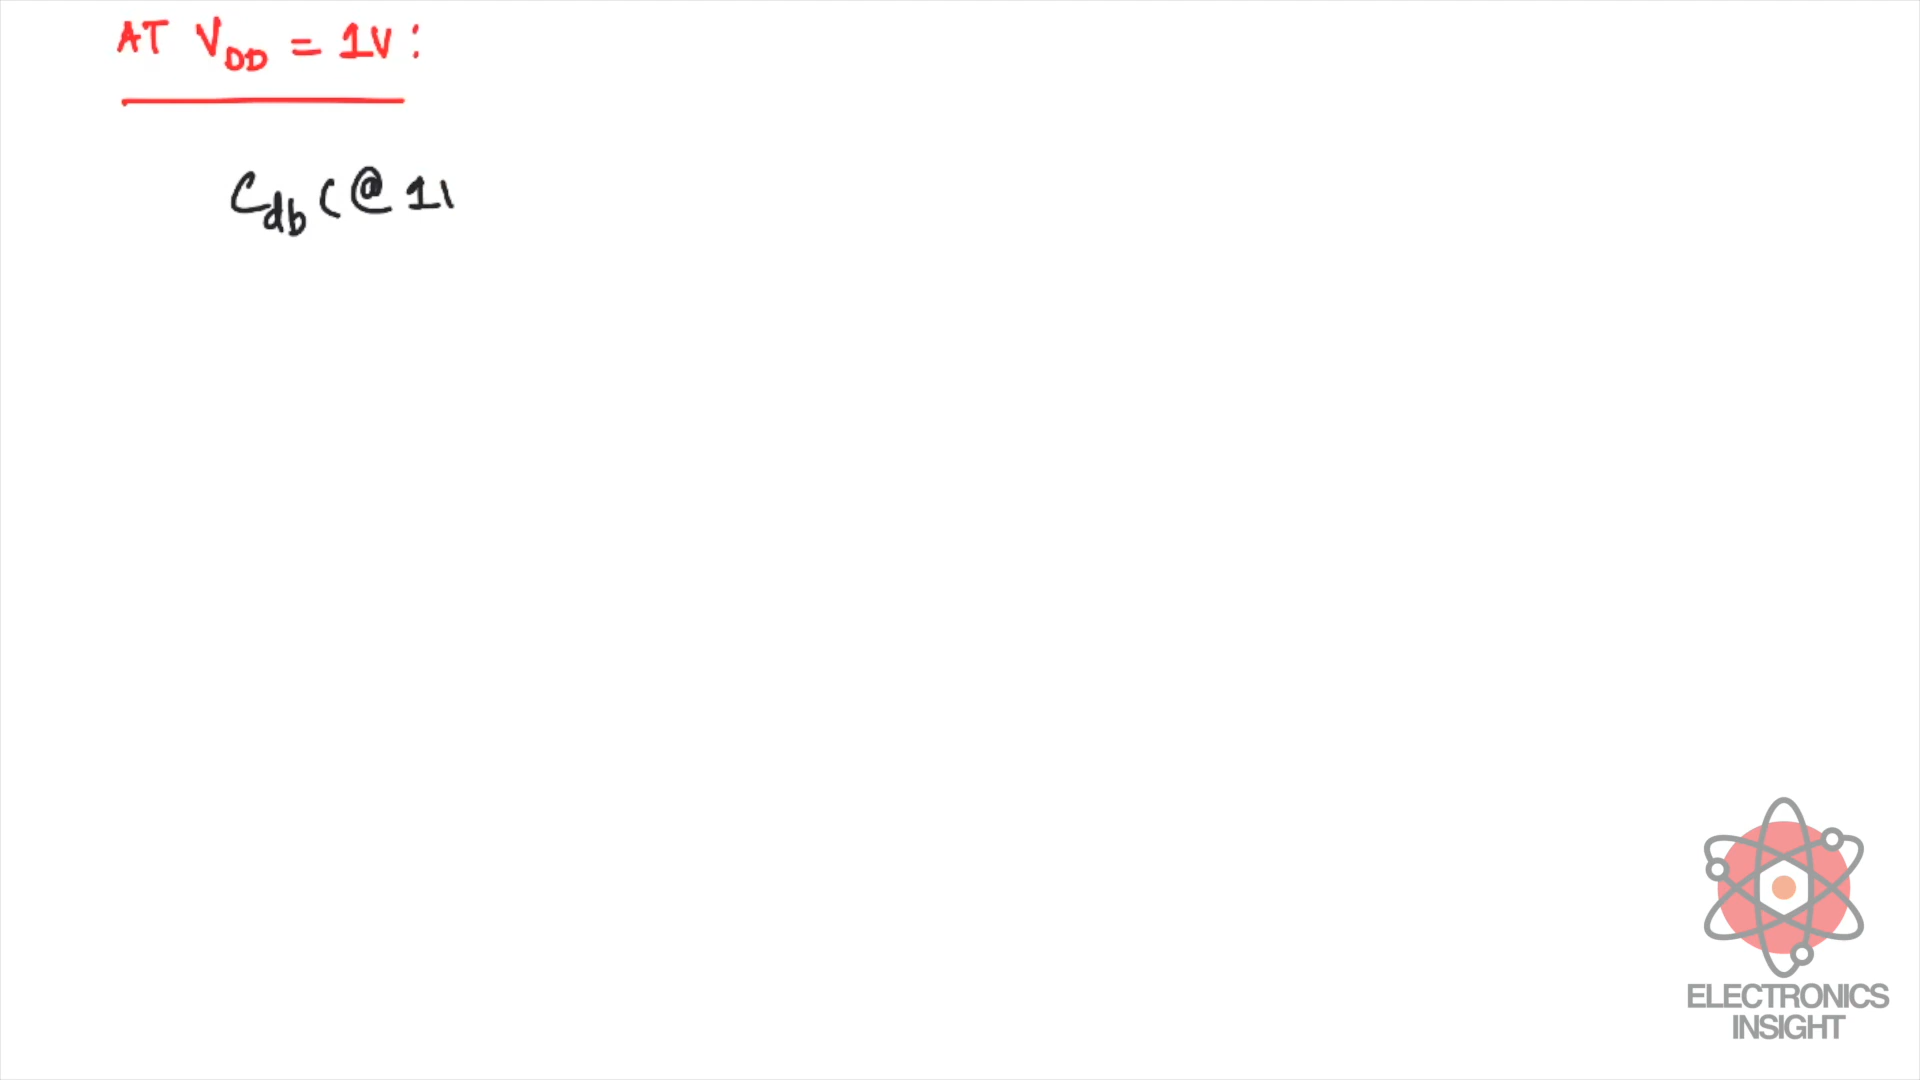 AT V_DD = 1V :
C_db (@ 1\
ELECTRONICS
INSIGHT